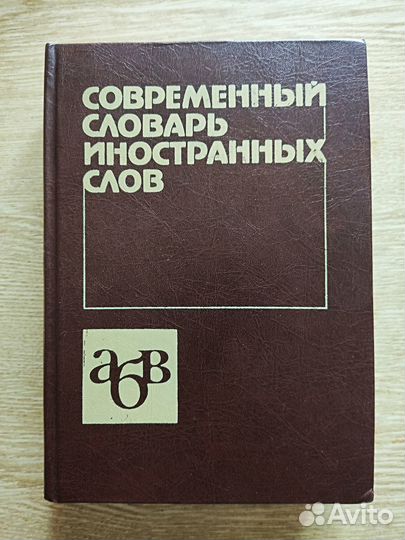 СОВРЕМЕННЫЙ
СЛОВАРЬ
ИНОСТРАННЫХ
СЛОВ
абв
Avito